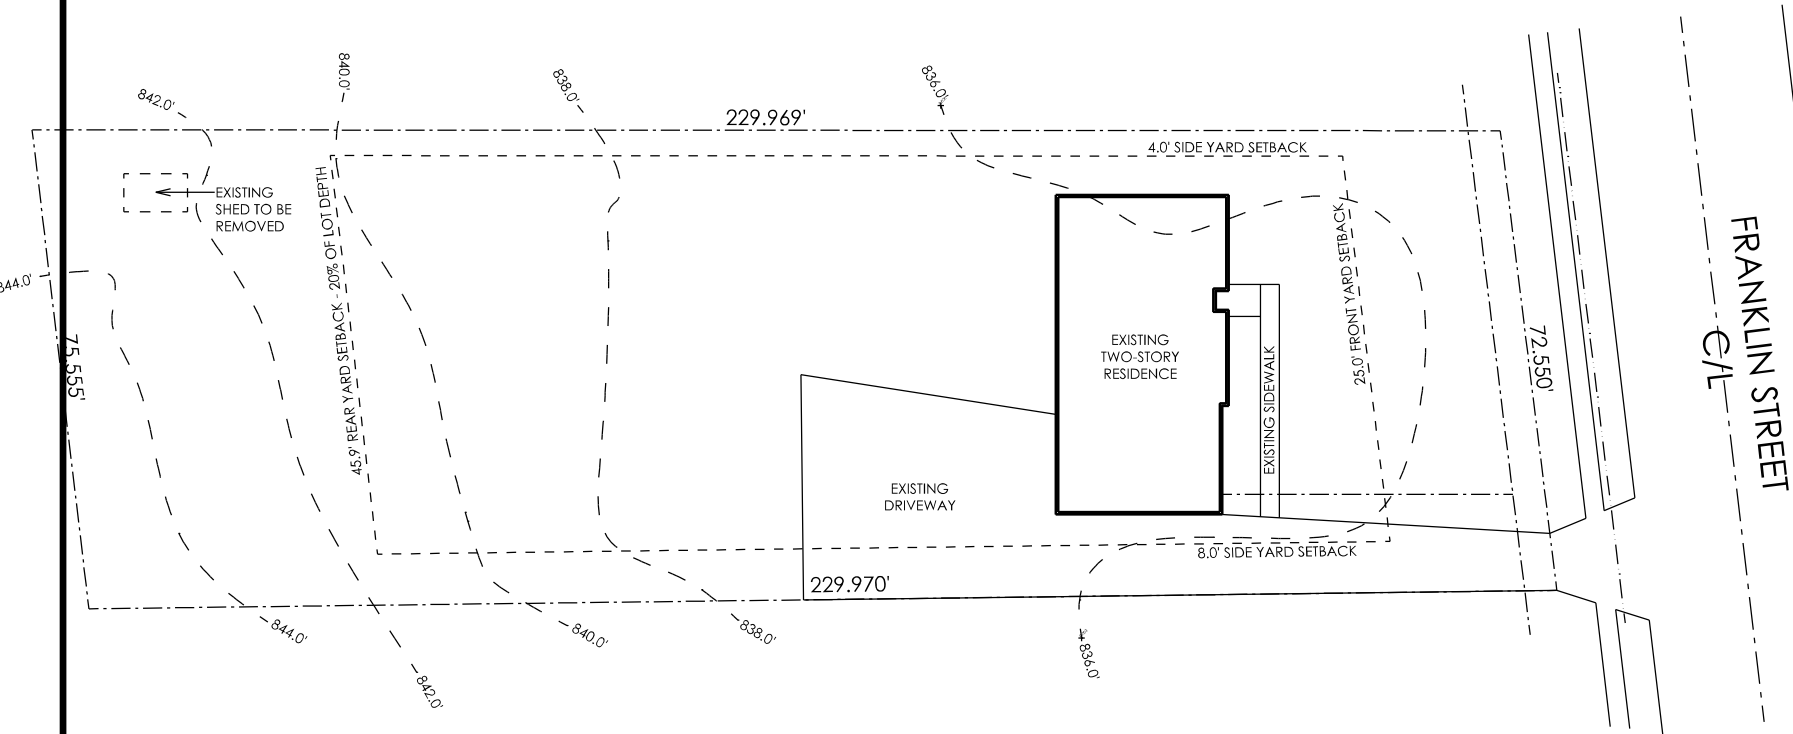 842.0'
840.0'
838.0'
836.0'
229.969'
4.0' SIDE YARD SETBACK
EXISTING
SHED TO BE
REMOVED
844.0'
75.555'
45.9' REAR YARD SETBACK - 20% OF LOT DEPTH
EXISTING
TWO-STORY
RESIDENCE
EXISTING SIDEWALK
25.0' FRONT YARD SETBACK
72.550'
FRANKLIN STREET
C/L
EXISTING
DRIVEWAY
8.0' SIDE YARD SETBACK
229.970'
844.0'
842.0'
840.0'
838.0'
836.0'